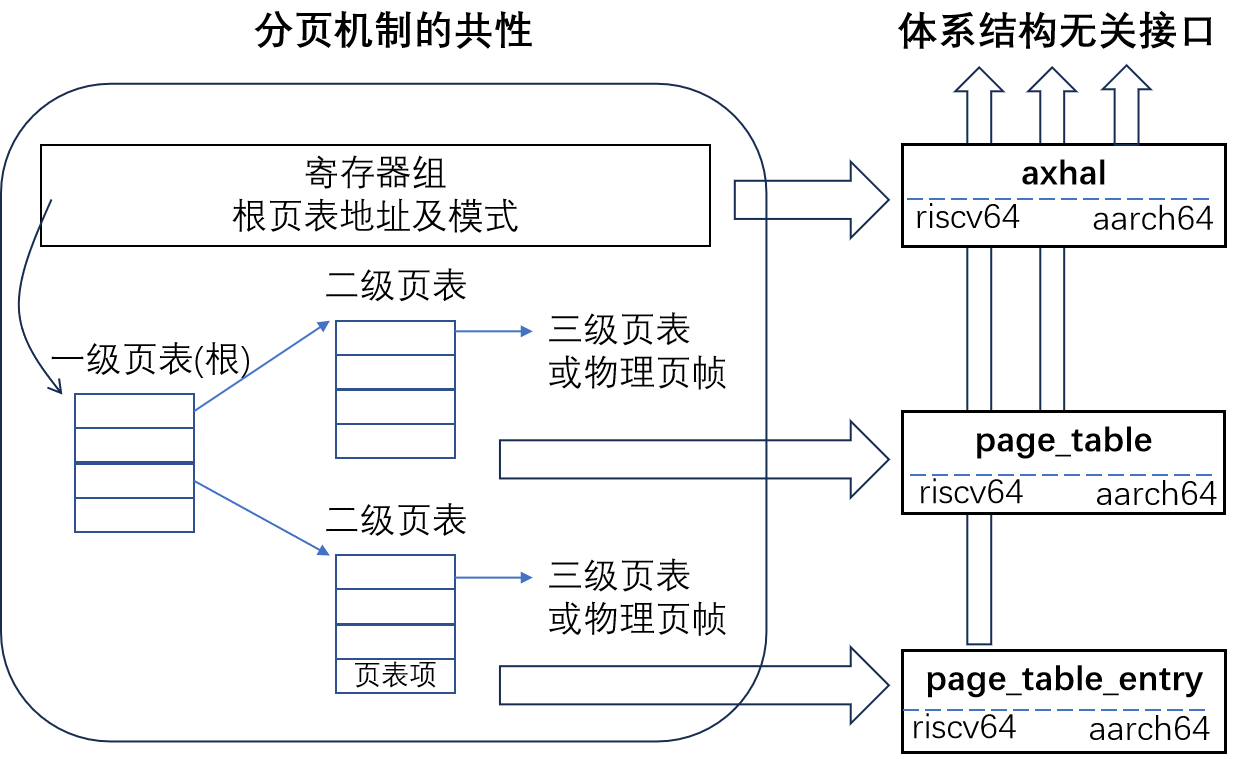 分页机制的共性
体系结构无关接口
寄存器组
根页表地址及模式
axhal
riscv64 aarch64
二级页表
三级页表
或物理页帧
一级页表(根)
page_table
riscv64 aarch64
二级页表
三级页表
或物理页帧
页表项
page_table_entry
riscv64 aarch64